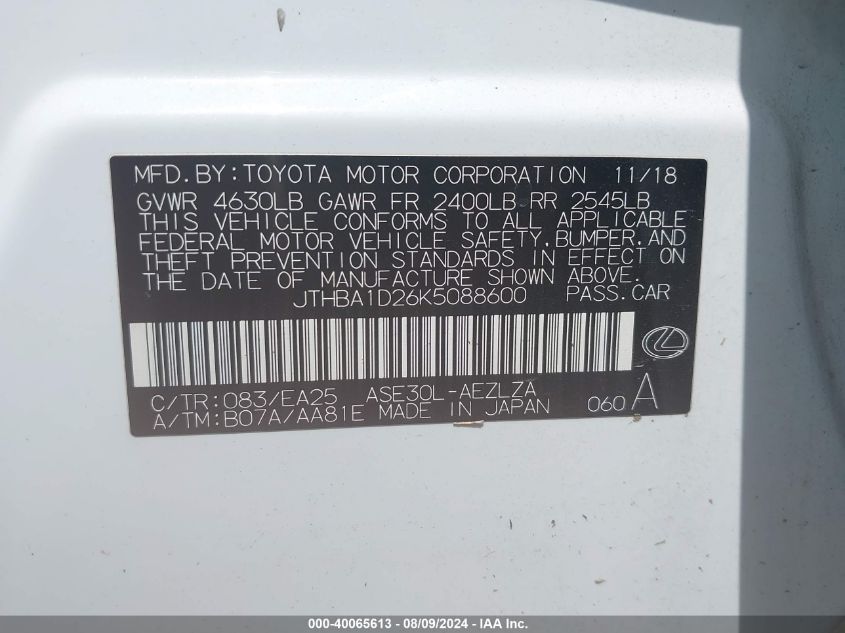 MFD.BY:TOYOTA MOTOR CORPORATION 11/18
GVWR 4630LB GAWR FR 2400LB RR 2545LB
THIS VEHICLE CONFORMS TO ALL APPLICABLE
FEDERAL MOTOR VEHICLE SAFETY,BUMPER,AND
THEFT PREVENTION STANDARDS IN EFFECT ON
THE DATE OF MANUFACTURE SHOWN ABOVE.
JTHBA1D26K5088600 PASS.CAR
C/TR:083/EA25 ASE30L-AEZLZA
A/TM:B07A/AA81E MADE IN JAPAN 060 A
000-40065613 - 08/09/2024 - IAA Inc.